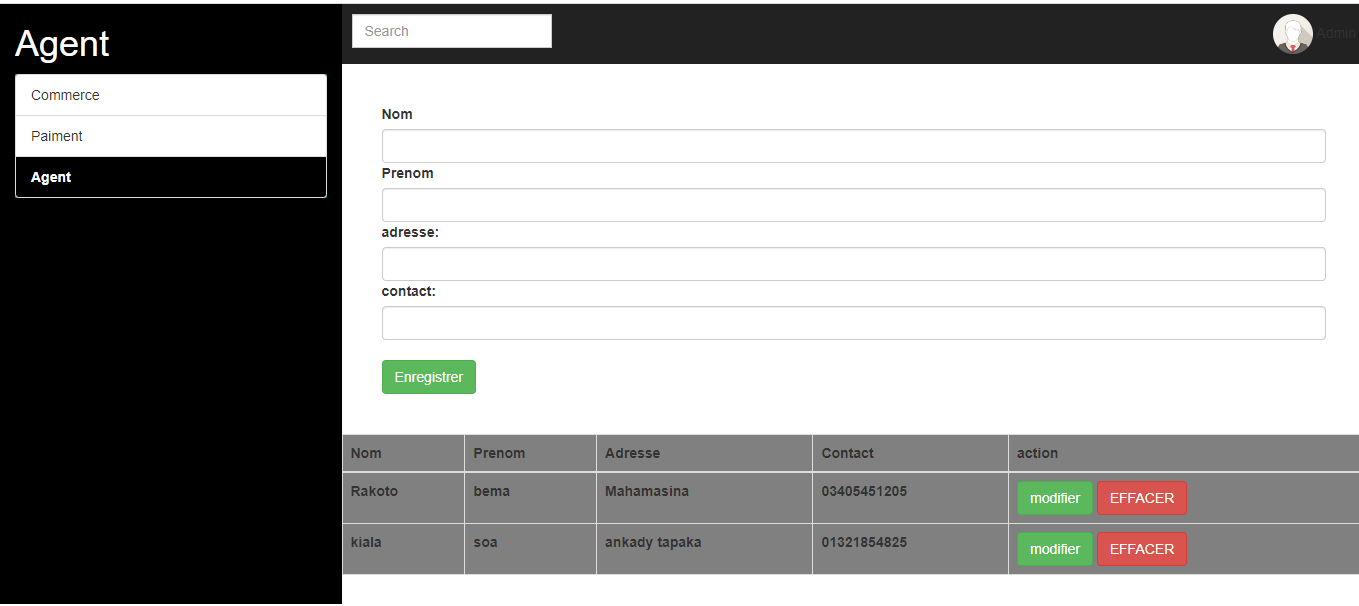 Agent
Search
Admin
Commerce
Paiment
Agent
Nom
Prenom
adresse:
contact:
Enregistrer
Nom Prenom Adresse Contact action
Rakoto bema Mahamasina 03405451205 modifier EFFACER
kiala soa ankady tapaka 01321854825 modifier EFFACER